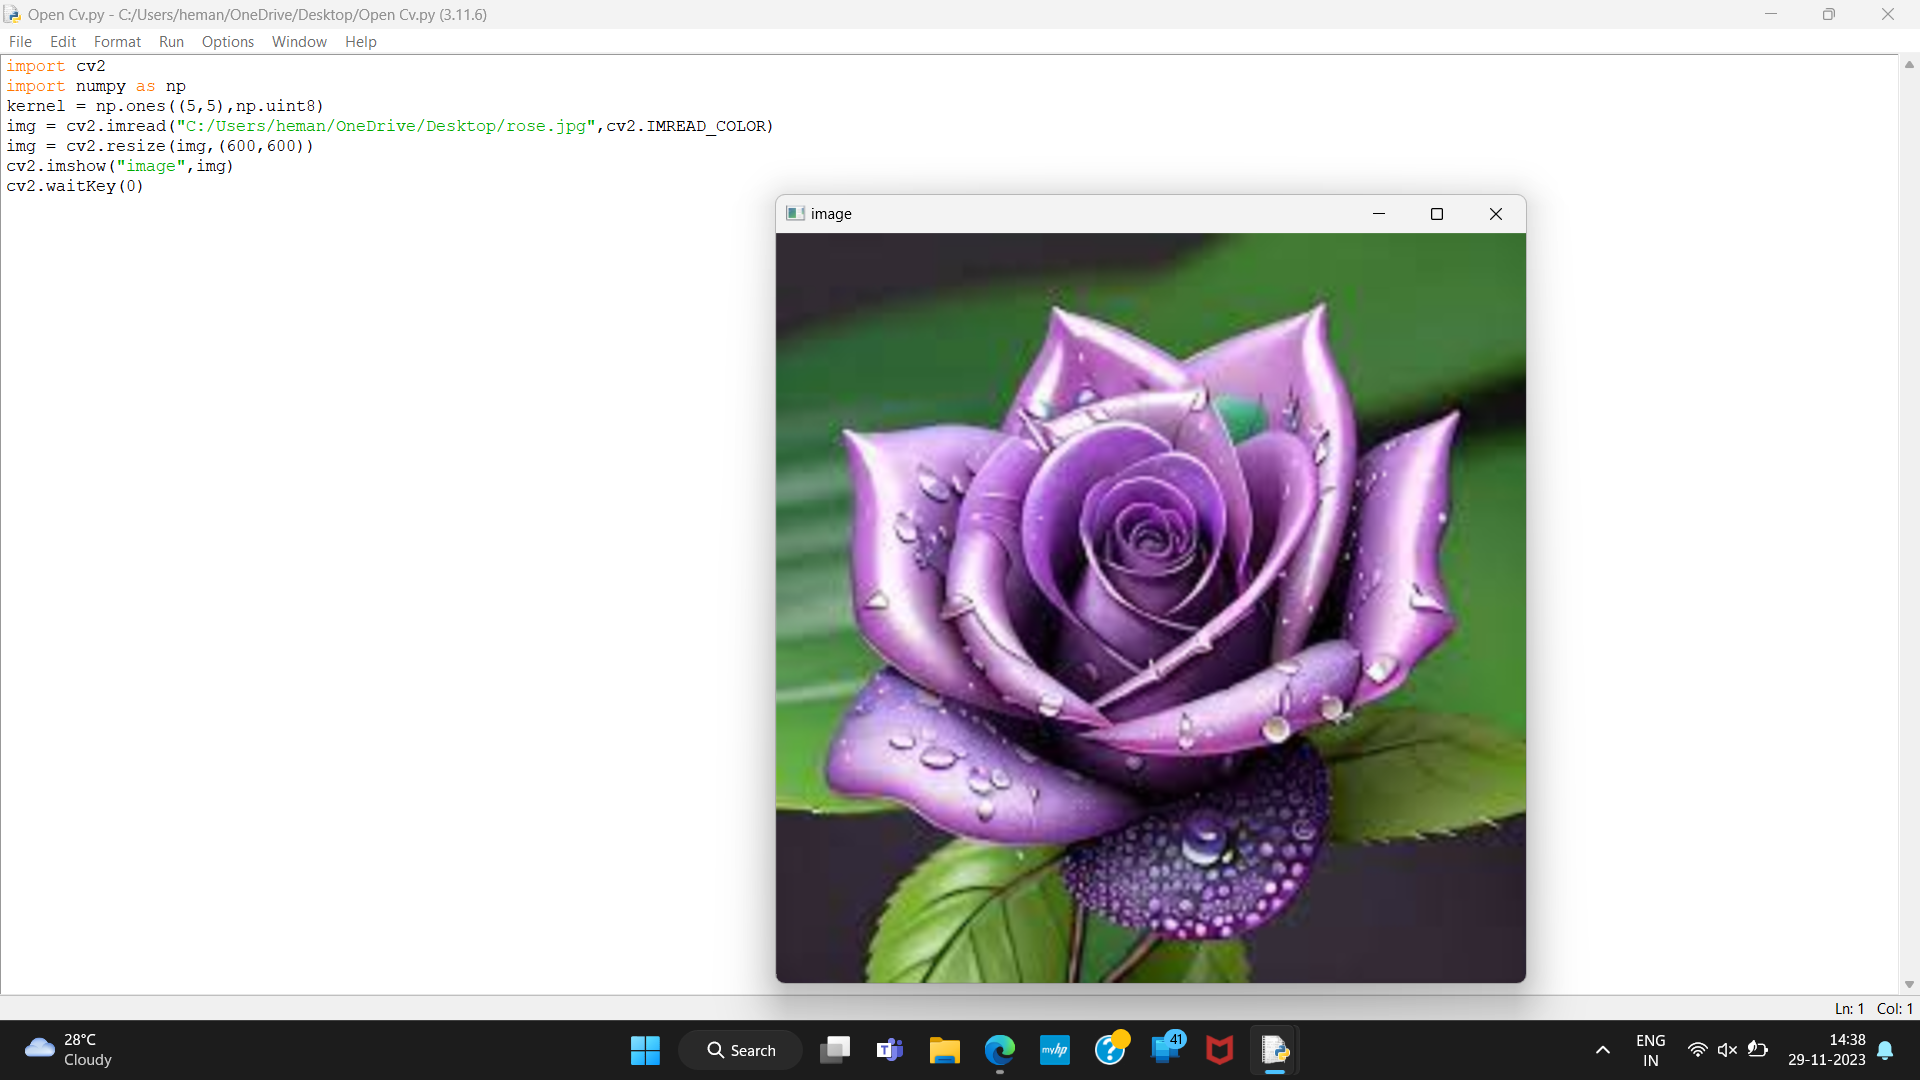 Open Cv.py - C:/Users/heman/OneDrive/Desktop/Open Cv.py (3.11.6)
File Edit Format Run Options Window Help
import cv2
import numpy as np
kernel = np.ones((5,5),np.uint8)
img = cv2.imread("C:/Users/heman/OneDrive/Desktop/rose.jpg",cv2.IMREAD_COLOR)
img = cv2.resize(img,(600,600))
cv2.imshow("image",img)
cv2.waitKey(0)
image
Ln: 1 Col: 1
28°C
Cloudy
Search
myhp
41
ENG
IN
14:38
29-11-2023